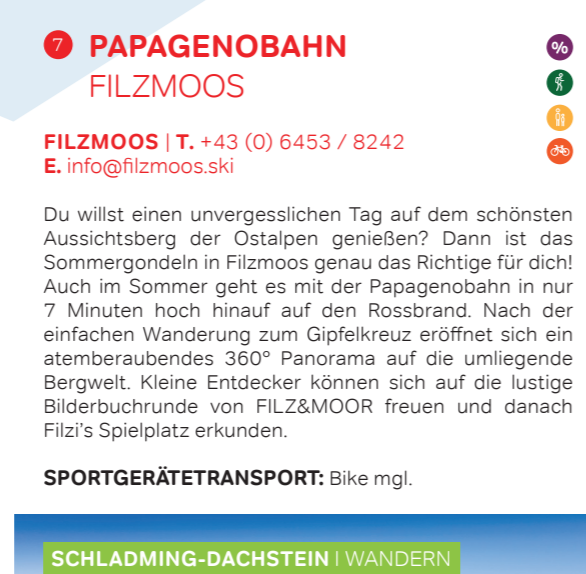 7 PAPAGENOBAHN
FILZMOOS
%
FILZMOOS | T. +43 (0) 6453 / 8242
E. info@filzmoos.ski
Du willst einen unvergesslichen Tag auf dem schönsten
Aussichtsberg der Ostalpen genießen? Dann ist das
Sommergondeln in Filzmoos genau das Richtige für dich!
Auch im Sommer geht es mit der Papagenobahn in nur
7 Minuten hoch hinauf auf den Rossbrand. Nach der
einfachen Wanderung zum Gipfelkreuz eröffnet sich ein
atemberaubendes 360° Panorama auf die umliegende
Bergwelt. Kleine Entdecker können sich auf die lustige
Bilderbuchrunde von FILZ&MOOR freuen und danach
Filzi’s Spielplatz erkunden.
SPORTGERÄTETRANSPORT: Bike mgl.
SCHLADMING-DACHSTEIN | WANDERN